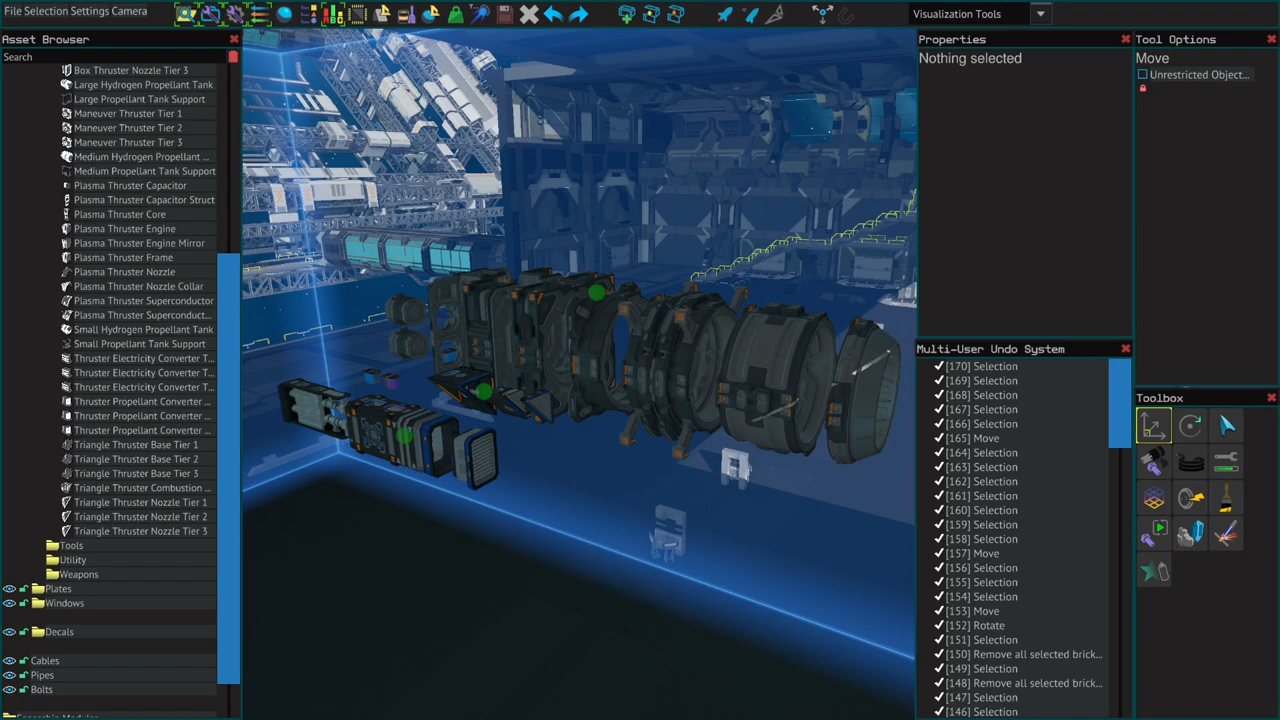 File Selection Settings Camera
Visualization Tools
Asset Browser
Search
Box Thruster Nozzle Tier 3
Large Hydrogen Propellant Tank
Large Propellant Tank Support
Maneuver Thruster Tier 1
Maneuver Thruster Tier 2
Maneuver Thruster Tier 3
Medium Hydrogen Propellant ...
Medium Propellant Tank Support
Plasma Thruster Capacitor
Plasma Thruster Capacitor Struct
Plasma Thruster Core
Plasma Thruster Engine
Plasma Thruster Engine Mirror
Plasma Thruster Frame
Plasma Thruster Nozzle
Plasma Thruster Nozzle Collar
Plasma Thruster Superconductor
Plasma Thruster Superconduct...
Small Hydrogen Propellant Tank
Small Propellant Tank Support
Thruster Electricity Converter T...
Thruster Electricity Converter T...
Thruster Electricity Converter T...
Thruster Propellant Converter ...
Thruster Propellant Converter ...
Thruster Propellant Converter ...
Triangle Thruster Base Tier 1
Triangle Thruster Base Tier 2
Triangle Thruster Base Tier 3
Triangle Thruster Combustion ...
Triangle Thruster Nozzle Tier 1
Triangle Thruster Nozzle Tier 2
Triangle Thruster Nozzle Tier 3
Tools
Utility
Weapons
Plates
Windows
Decals
Cables
Pipes
Bolts
Properties
Nothing selected
Tool Options
Move
Unrestricted Object...
Multi-User Undo System
[170] Selection
[169] Selection
[168] Selection
[167] Selection
[166] Selection
[165] Move
[164] Selection
[163] Selection
[162] Selection
[161] Selection
[160] Selection
[159] Selection
[158] Selection
[157] Move
[156] Selection
[155] Selection
[154] Selection
[153] Move
[152] Rotate
[151] Selection
[150] Remove all selected brick...
[149] Selection
[148] Remove all selected brick...
[147] Selection
[146] Selection
Toolbox